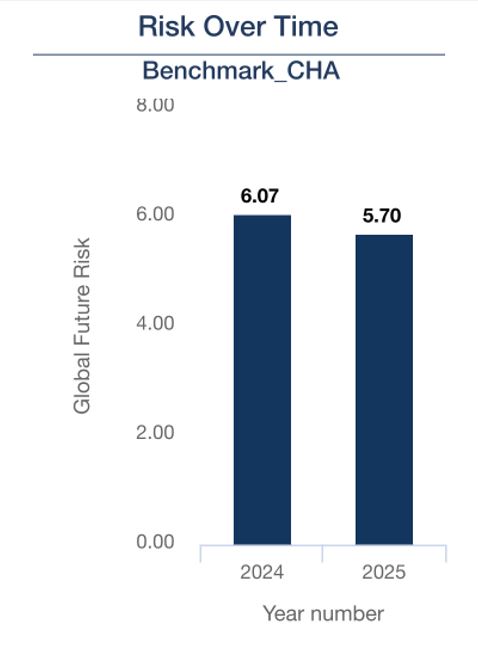 Risk Over Time
Benchmark_CHA
8.00
6.07
6.00
5.70
Global Future Risk
4.00
2.00
0.00
2024 2025
Year number